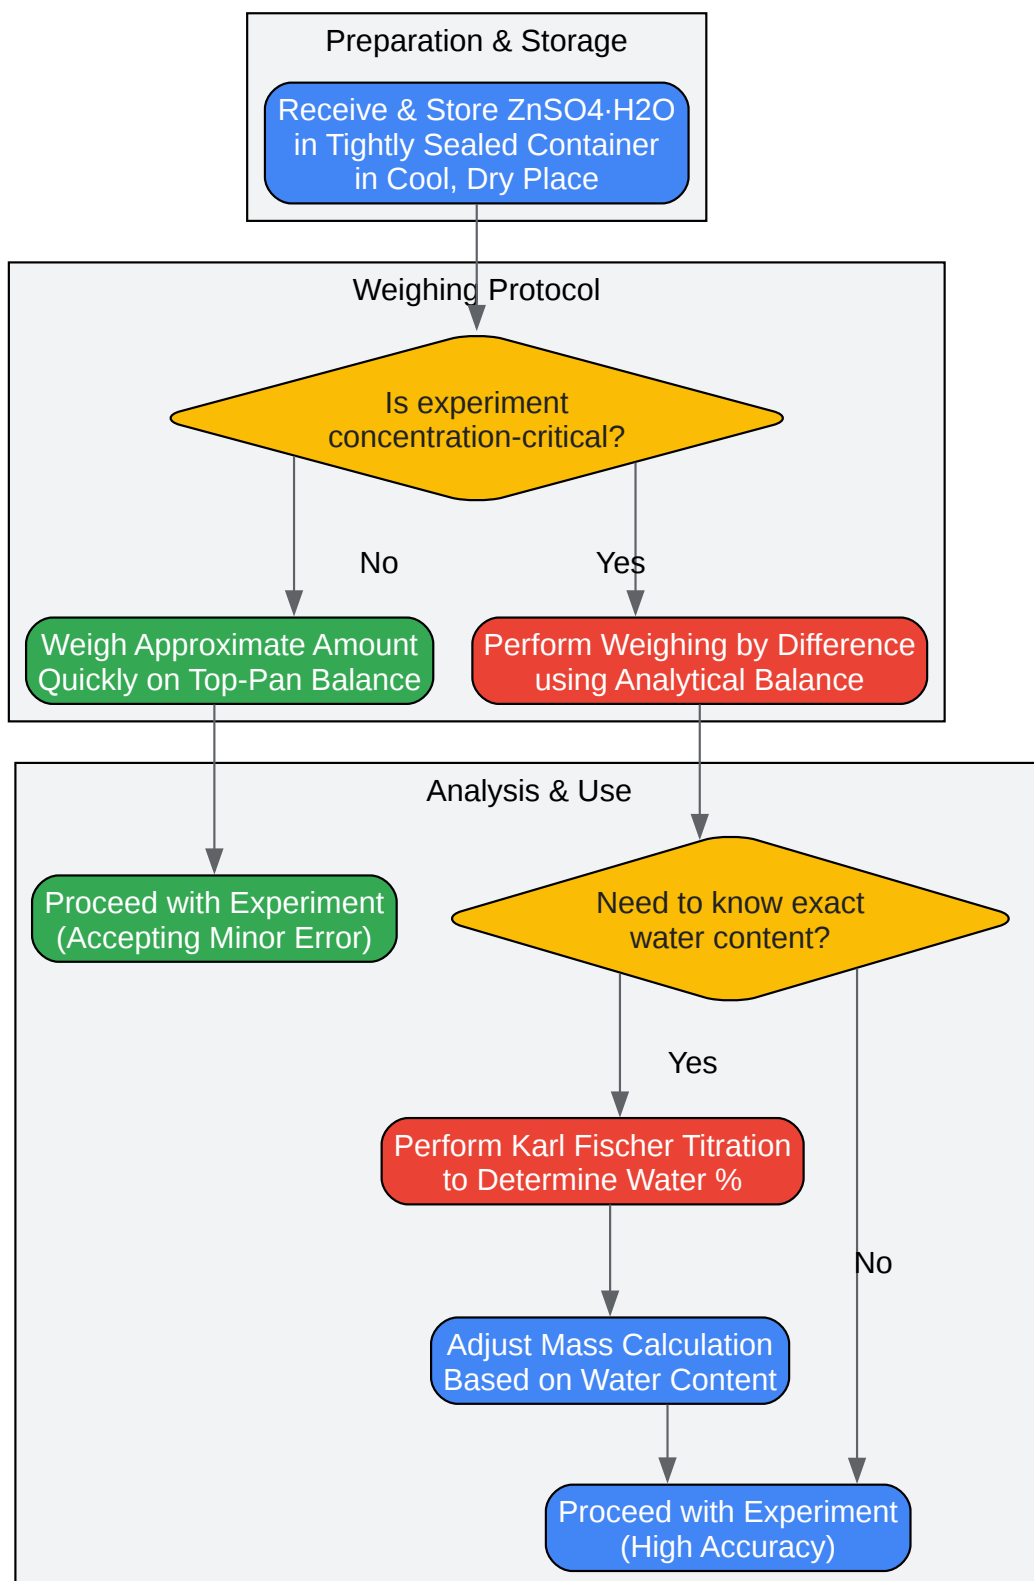 Preparation & Storage
Receive & Store ZnSO4·H2O
in Tightly Sealed Container
in Cool, Dry Place
Weighing Protocol
Is experiment
concentration-critical?
No
Yes
Weigh Approximate Amount
Quickly on Top-Pan Balance
Perform Weighing by Difference
using Analytical Balance
Analysis & Use
Proceed with Experiment
(Accepting Minor Error)
Need to know exact
water content?
Yes
Perform Karl Fischer Titration
to Determine Water %
No
Adjust Mass Calculation
Based on Water Content
Proceed with Experiment
(High Accuracy)